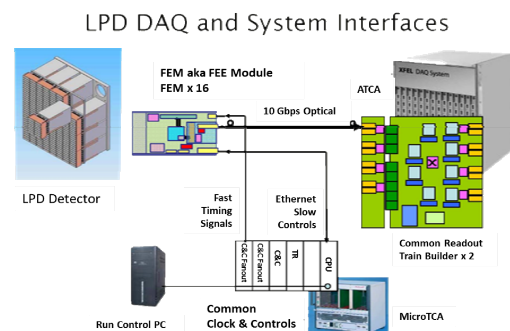 LPD DAQ and System Interfaces
FEM aka FEE Module
FEM x 16
ATCA
XFEL DAQ System
10 Gbps Optical
LPD Detector
Fast
Timing
Signals
Ethernet
Slow
Controls
Common Readout
Train Builder x 2
C&C Fanout
C&C Fanout
C&C
TR
CPU
Run Control PC
Common
Clock & Controls
MicroTCA